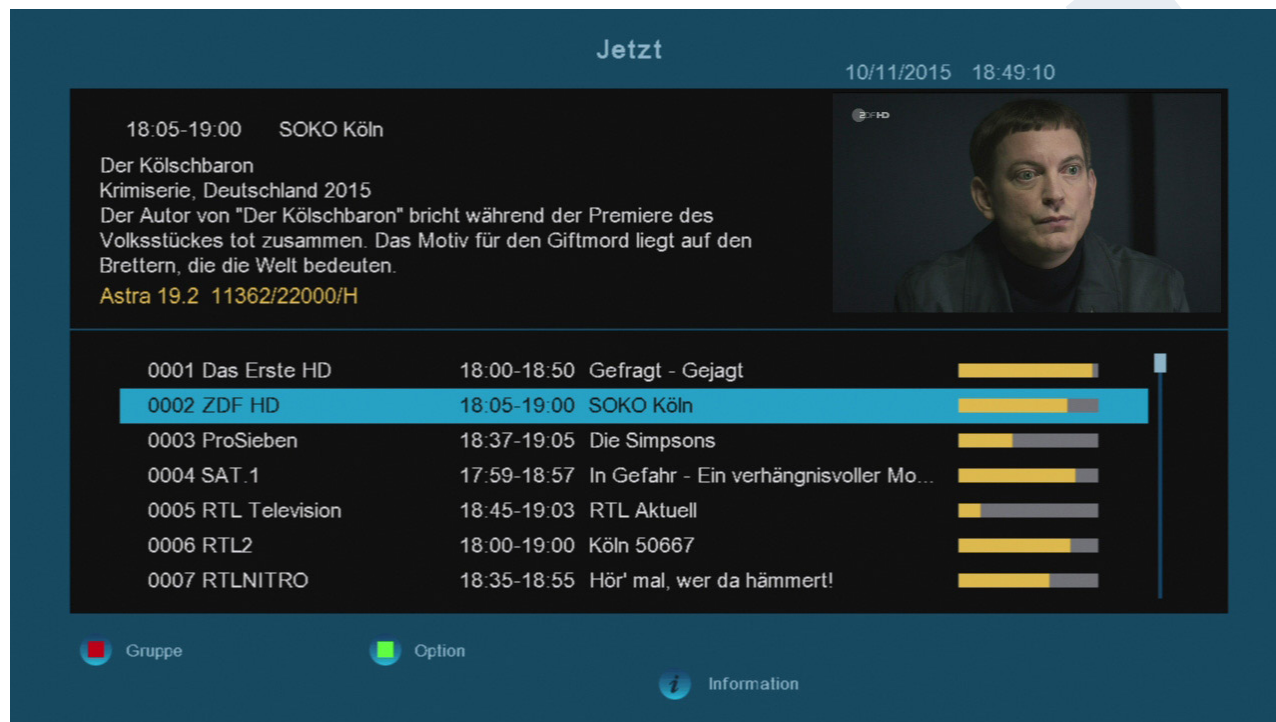 Jetzt
10/11/2015 18:49:10
18:05-19:00 SOKO Köln
ZDF HD
Der Kölschbaron
Krimiserie, Deutschland 2015
Der Autor von "Der Kölschbaron" bricht während der Premiere des
Volksstückes tot zusammen. Das Motiv für den Giftmord liegt auf den
Brettern, die die Welt bedeuten.
Astra 19.2 11362/22000/H
0001 Das Erste HD 18:00-18:50 Gefragt - Gejagt
0002 ZDF HD 18:05-19:00 SOKO Köln
0003 ProSieben 18:37-19:05 Die Simpsons
0004 SAT.1 17:59-18:57 In Gefahr - Ein verhängnisvoller Mo...
0005 RTL Television 18:45-19:03 RTL Aktuell
0006 RTL2 18:00-19:00 Köln 50667
0007 RTLNITRO 18:35-18:55 Hör' mal, wer da hämmert!
Gruppe Option
i Information